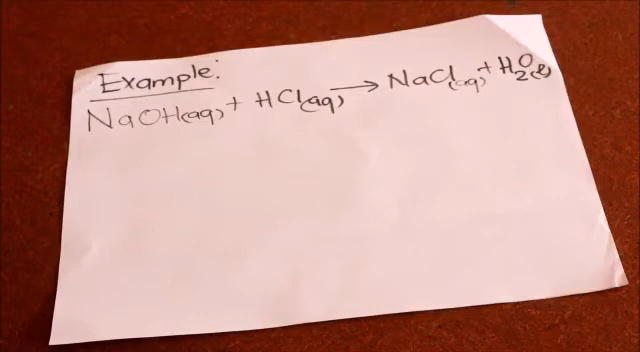 Example:
NaOH(aq) + HCl(aq) → NaCl(aq) + H₂O(l)